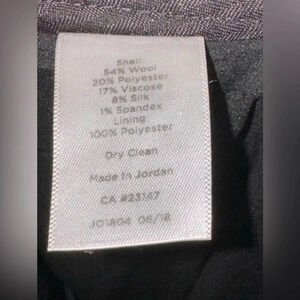 Shell:
54% Wool
20% Polyester
17% Viscose
8% Silk
1% Spandex
Lining:
100% Polyester
Dry Clean
Made In Jordan
CA #23147
J01804 06/18